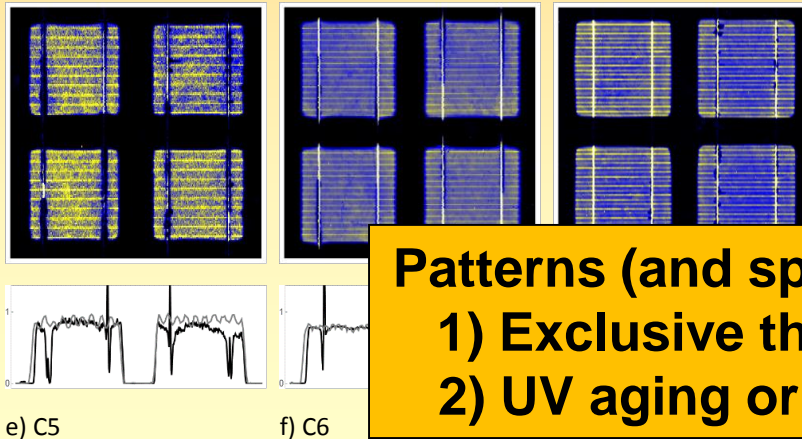 1
0
1
0
Patterns (and sp
1) Exclusive th
2) UV aging or
e) C5
f) C6